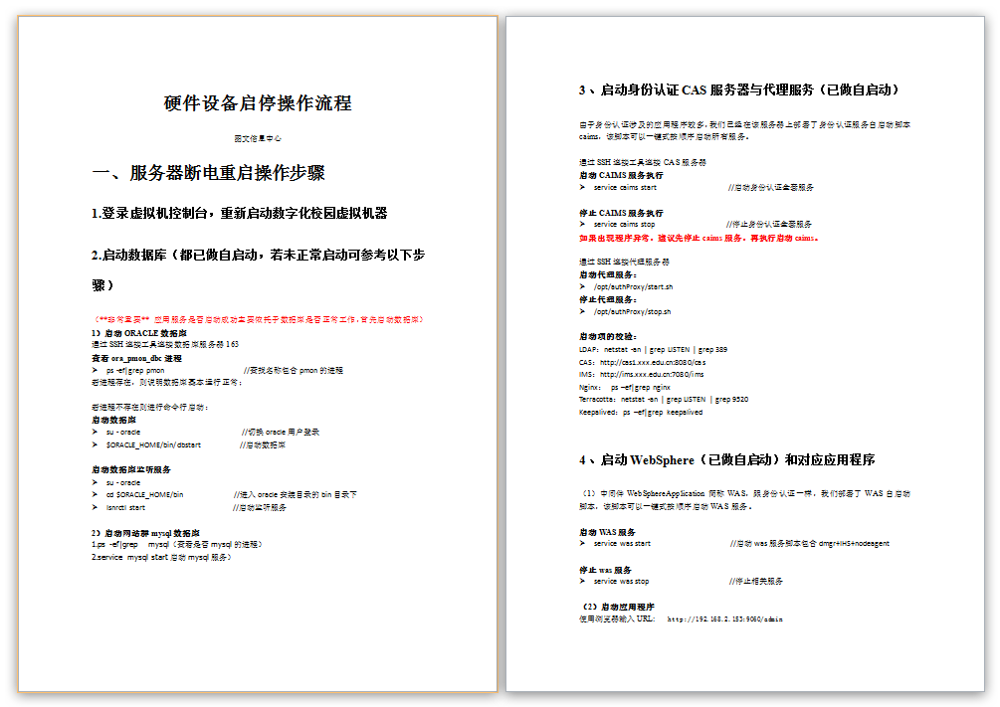 硬件设备启停操作流程
图文信息中心
一、服务器断电重启操作步骤
1.登录虚拟机控制台，重新启动数字化校园虚拟机器
2.启动数据库（都已做自启动，若未正常启动可参考以下步
骤）
（**非常重要** 应用服务是否启动成功主要依托于数据库是否正常工作，首先启动数据库）
1）启动 ORACLE 数据库
通过 SSH 连接工具连接数据库服务器 163
查看 ora_pmon_dbc 进程
➢ ps -ef|grep pmon //查找名称包含 pmon 的进程
若进程存在，则说明数据库基本运行正常；
若进程不存在则进行命令行启动：
启动数据库
➢ su - oracle //切换 oracle 用户登录
➢ $ORACLE_HOME/bin/dbstart //启动数据库
启动数据库监听服务
➢ su - oracle
➢ cd $ORACLE_HOME/bin //进入 oracle 安装目录的 bin 目录下
➢ lsnrctl start //启动监听服务
2）启动网站群 mysql 数据库
1.ps -ef|grep mysql（查看是否 mysql 的进程）
2.service mysql start 启动 mysql 服务）
3、启动身份认证 CAS 服务器与代理服务（已做自启动）
由于身份认证涉及的应用程序较多，我们已经在该服务器上部署了身份认证服务自启动脚本
caims，该脚本可以一键式按顺序启动所有服务。
通过 SSH 连接工具连接 CAS 服务器
启动 CAIMS 服务执行
➢ service caims start //启动身份认证全套服务
停止 CAIMS 服务执行
➢ service caims stop //停止身份认证全套服务
如果出现程序异常，建议先停止 caims 服务，再执行启动 caims。
通过 SSH 连接代理服务器
启动代理服务：
➢ /opt/authProxy/start.sh
停止代理服务：
➢ /opt/authProxy/stop.sh
启动项的校验：
LDAP：netstat -an | grep LISTEN | grep 389
CAS：http://cas1.xxx.edu.cn:8080/cas
IMS：http://ims.xxx.edu.cn:7080/ims
Nginx： ps –ef|grep nginx
Terracotta：netstat -an | grep LISTEN | grep 9520
Keepalived：ps –ef|grep keepalived
4、启动 WebSphere（已做自启动）和对应应用程序
（1）中间件 WebSphereApplication 简称 WAS，跟身份认证一样，我们部署了 WAS 自启动
脚本，该脚本可以一键式按顺序启动 WAS 服务。
启动 WAS 服务
➢ service was start //启动 was 服务脚本包含 dmgr+IHS+nodeagent
停止 was 服务
➢ service was stop //停止相关服务
（2）启动应用程序
使用浏览器输入 URL： http://192.168.2.153:9060/admin